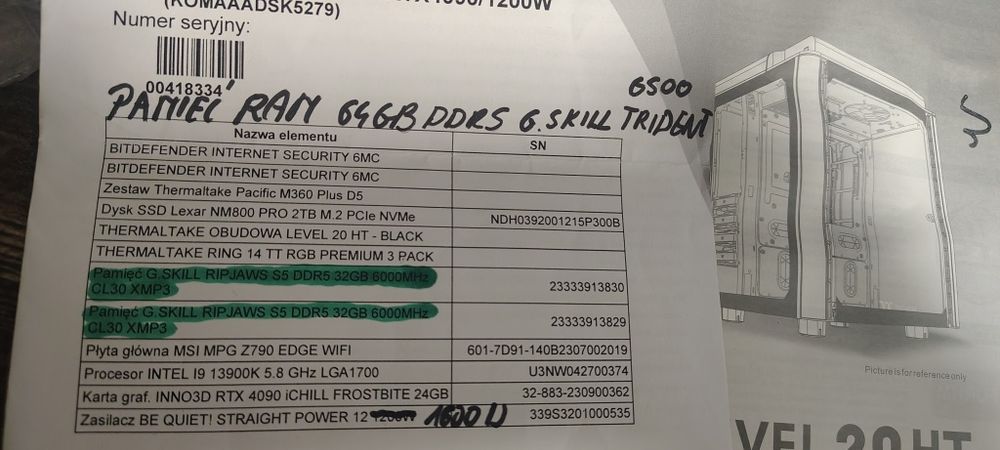 (KOMAAADSK5279)
Numer seryjny:
00418334
6500
PAMIEĆ RAM 64GB DDR5 G.SKILL TRIDENT
Nazwa elementu SN
BITDEFENDER INTERNET SECURITY 6MC
BITDEFENDER INTERNET SECURITY 6MC
Zestaw Thermaltake Pacific M360 Plus D5
Dysk SSD Lexar NM800 PRO 2TB M.2 PCIe NVMe NDH0392001215P300B
THERMALTAKE OBUDOWA LEVEL 20 HT - BLACK
THERMALTAKE RING 14 TT RGB PREMIUM 3 PACK
Pamięć G.SKILL RIPJAWS S5 DDR5 32GB 6000MHz
CL30 XMP3 23333913830
Pamięć G.SKILL RIPJAWS S5 DDR5 32GB 6000MHz
CL30 XMP3 23333913829
Płyta główna MSI MPG Z790 EDGE WIFI 601-7D91-140B2307002019
Procesor INTEL I9 13900K 5.8 GHz LGA1700 U3NW042700374
Karta graf. INNO3D RTX 4090 iCHILL FROSTBITE 24GB 32-883-230900362
Zasilacz BE QUIET! STRAIGHT POWER 12 1200W 1600 W 339S3201000535
Picture is for reference only
20 HT